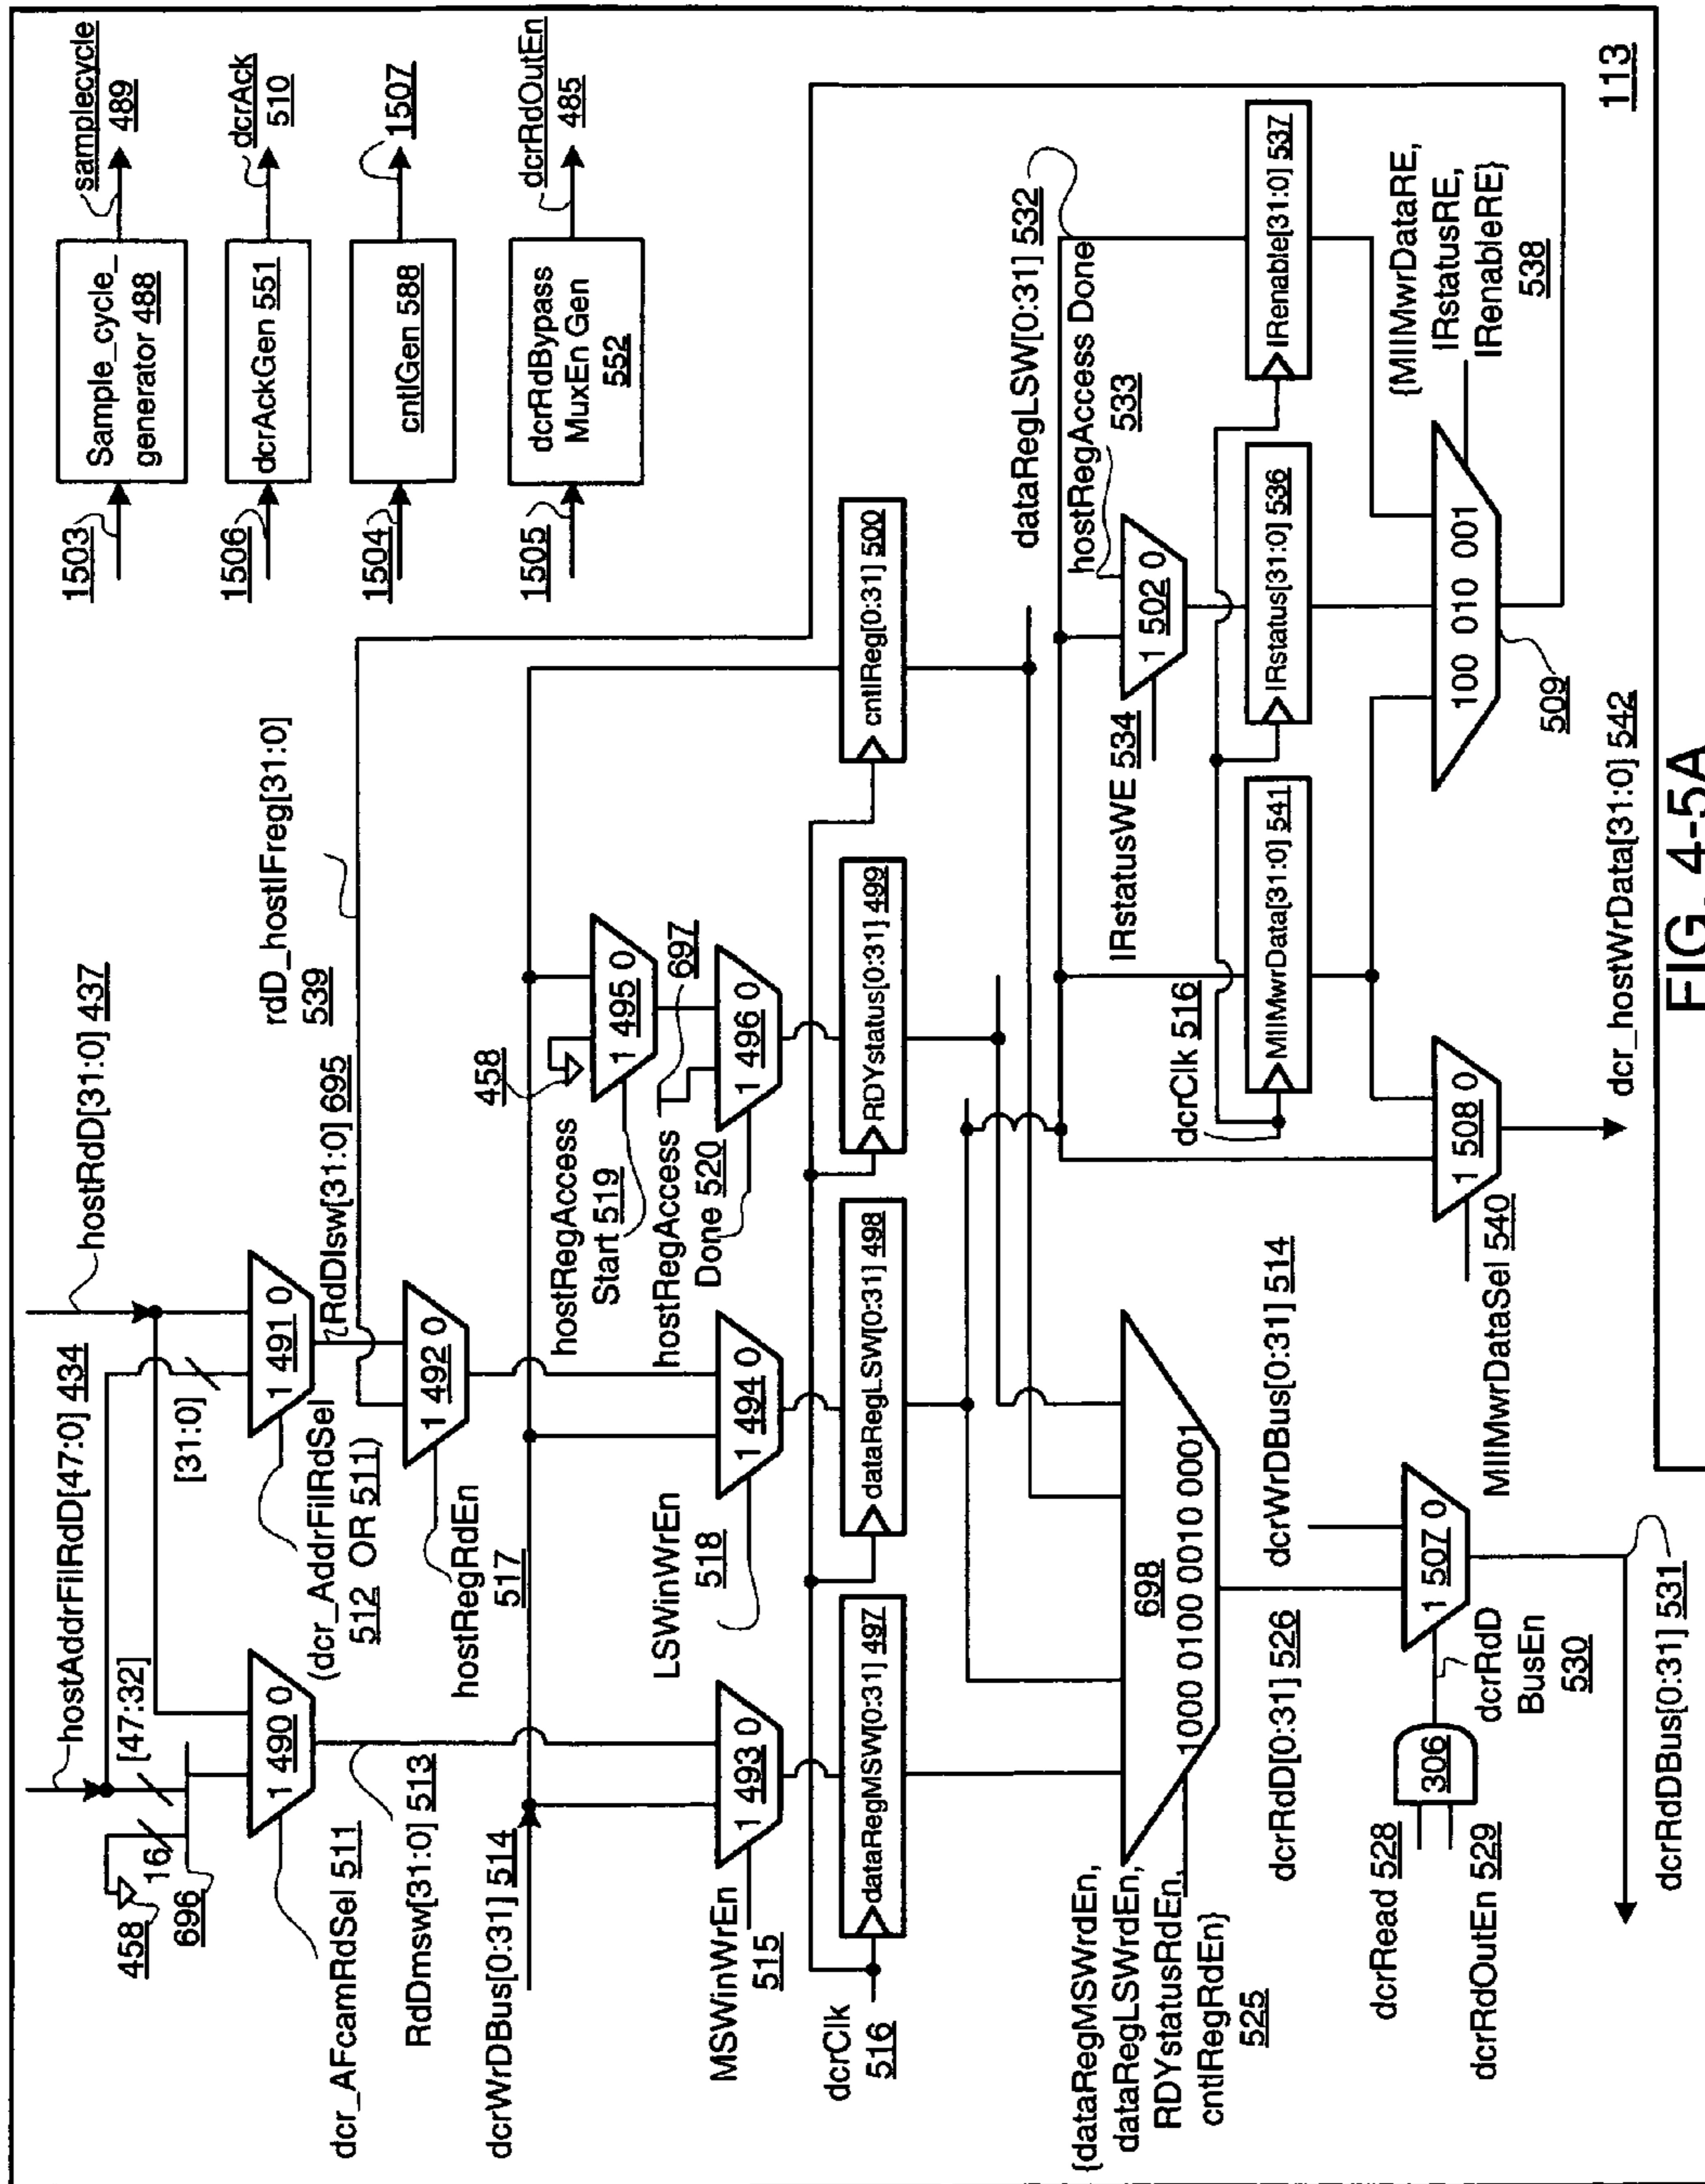 hostAddrFilRdD[47:0] 434
hostRdD[31:0] 437
458
16
[47:32]
696
[31:0]
1 490 0
1 491 0
dcr_AFcamRdSel 511
(dcr_AddrFilRdSel
512 OR 511)
RdDlsw[31:0] 695
rdD_hostIFreg[31:0]
539
RdDmsw[31:0] 513
hostRegRdEn
517
1 492 0
dcrWrDBus[0:31] 514
458
hostRegAccess
Start 519
1 495 0
697
hostRegAccess
Done 520
1 496 0
MSWinWrEn
515
1 493 0
LSWinWrEn
518
1 494 0
dcrClk
516
dataRegMSW[0:31] 497
dataRegLSW[0:31] 498
RDYstatus[0:31] 499
cntlReg[0:31] 500
1503
Sample_cycle_
generator 488
samplecycle
489
1506
dcrAckGen 551
dcrAck
510
1504
cntlGen 588
1507
1505
dcrRdBypass
MuxEn Gen
552
dcrRdOutEn
485
{dataRegMSWrdEn,
dataRegLSWrdEn,
RDYstatusRdEn,
cntlRegRdEn}
525
698
1000 0100 0010 0001
dcrRdD[0:31] 526
dcrWrDBus[0:31] 514
dcrRead 528
dcrRdOutEn 529
306
dcrRdD
BusEn
530
1 507 0
dcrRdDBus[0:31] 531
dataRegLSW[0:31] 532
hostRegAccess Done
533
IRstatusWE 534
1 502 0
dcrClk 516
MIIMwrData[31:0] 541
IRstatus[31:0] 536
IRenable[31:0] 537
MIIMwrDataSel 540
1 508 0
100 010 001
509
{MIIMwrDataRE,
IRstatusRE,
IRenableRE}
538
dcr_hostWrData[31:0] 542
113
FIG. 4-5A